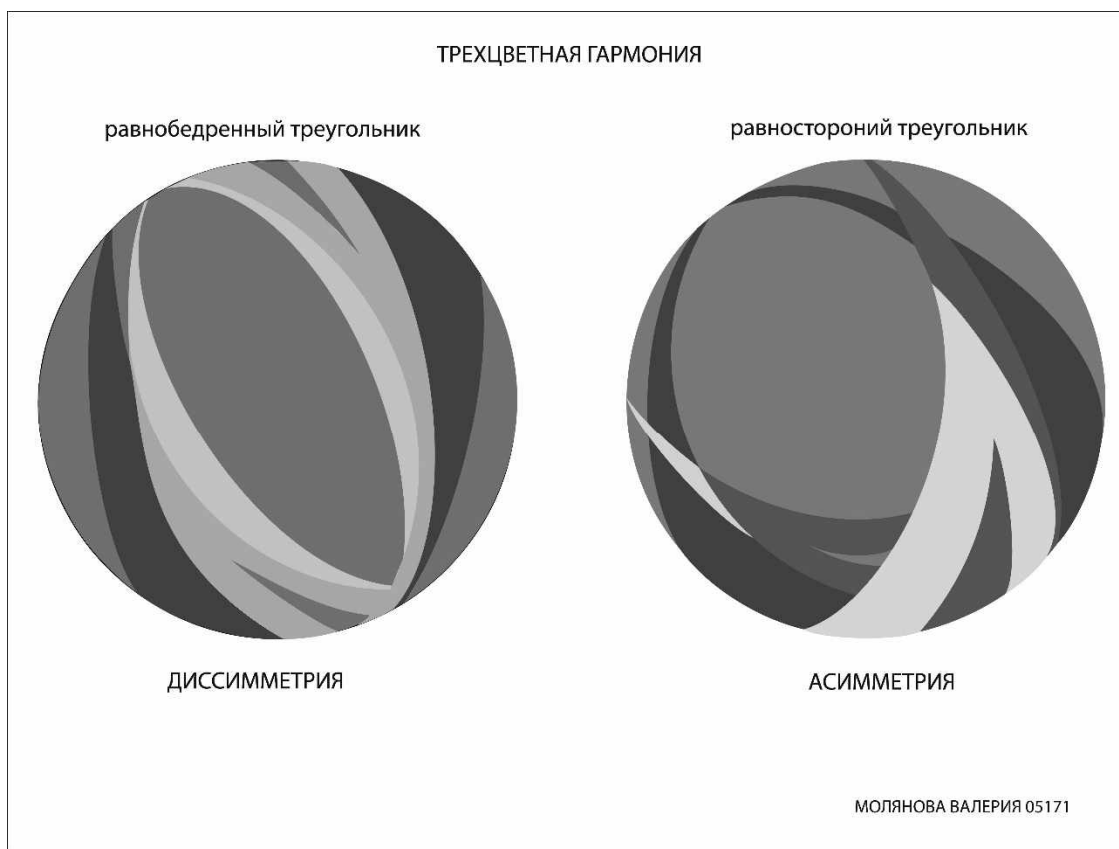 ТРЕХЦВЕТНАЯ ГАРМОНИЯ
равнобедренный треугольник
равностороний треугольник
ДИССИММЕТРИЯ
АСИММЕТРИЯ
МОЛЯНОВА ВАЛЕРИЯ 05171